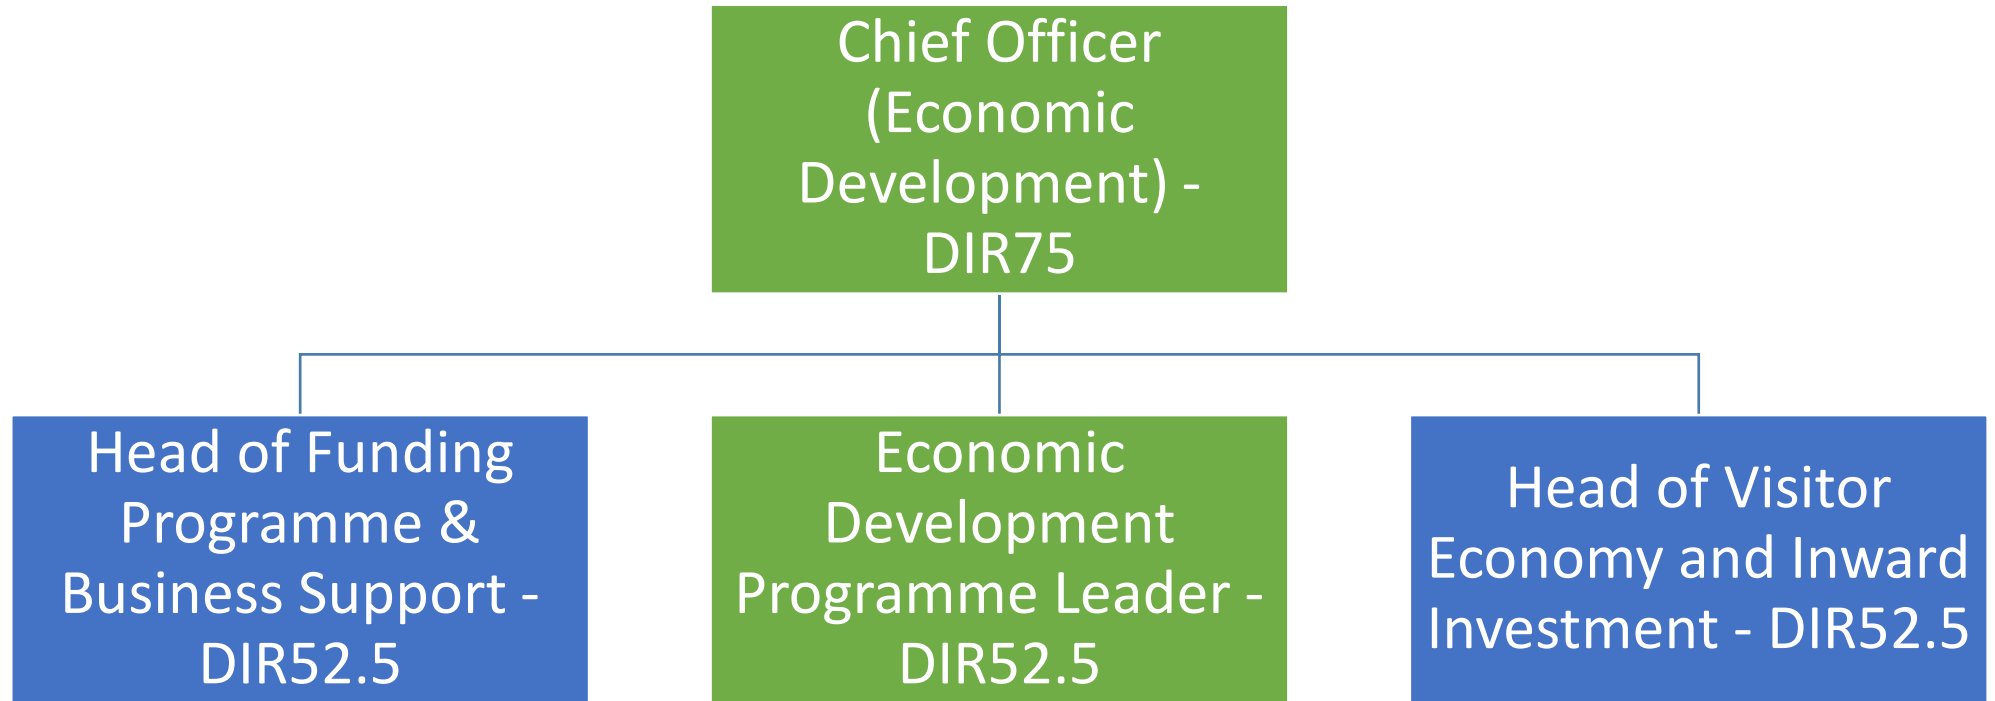 Chief Officer
(Economic
Development) -
DIR75
Head of Funding
Programme &
Business Support -
DIR52.5
Economic
Development
Programme Leader -
DIR52.5
Head of Visitor
Economy and Inward
Investment - DIR52.5